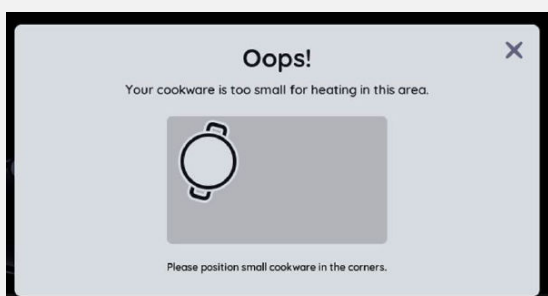 Oops!
Your cookware is too small for heating in this area.
Please position small cookware in the corners.